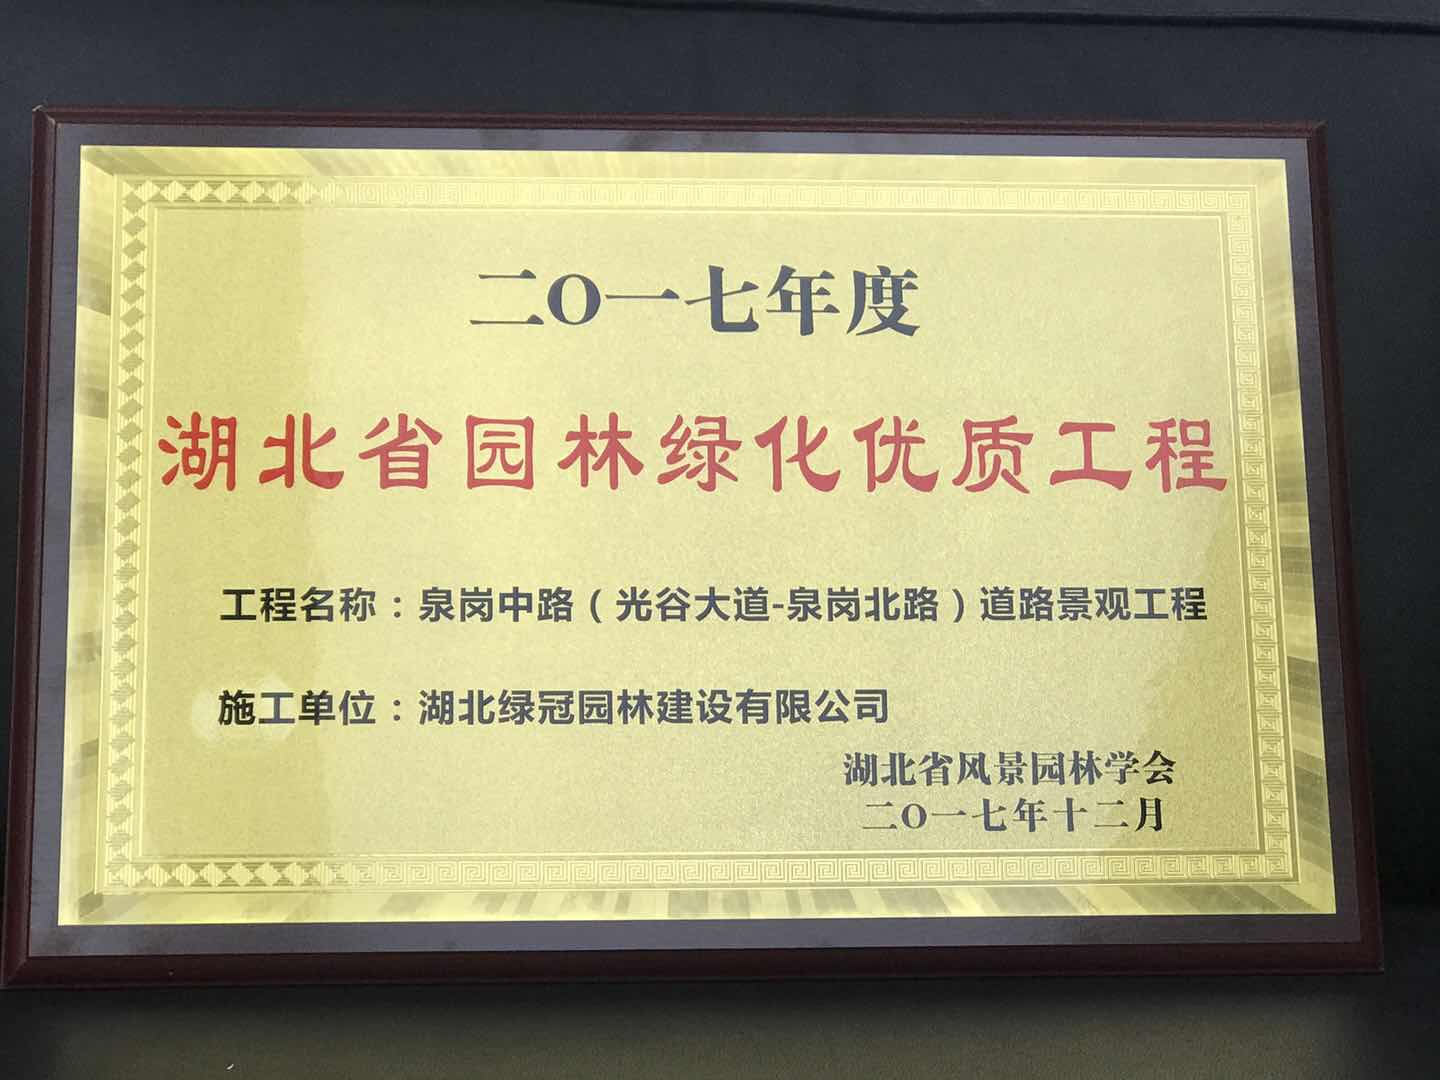 二〇一七年度
湖北省园林绿化优质工程
工程名称：泉岗中路（光谷大道-泉岗北路）道路景观工程
施工单位：湖北绿冠园林建设有限公司
湖北省风景园林学会
二〇一七年十二月